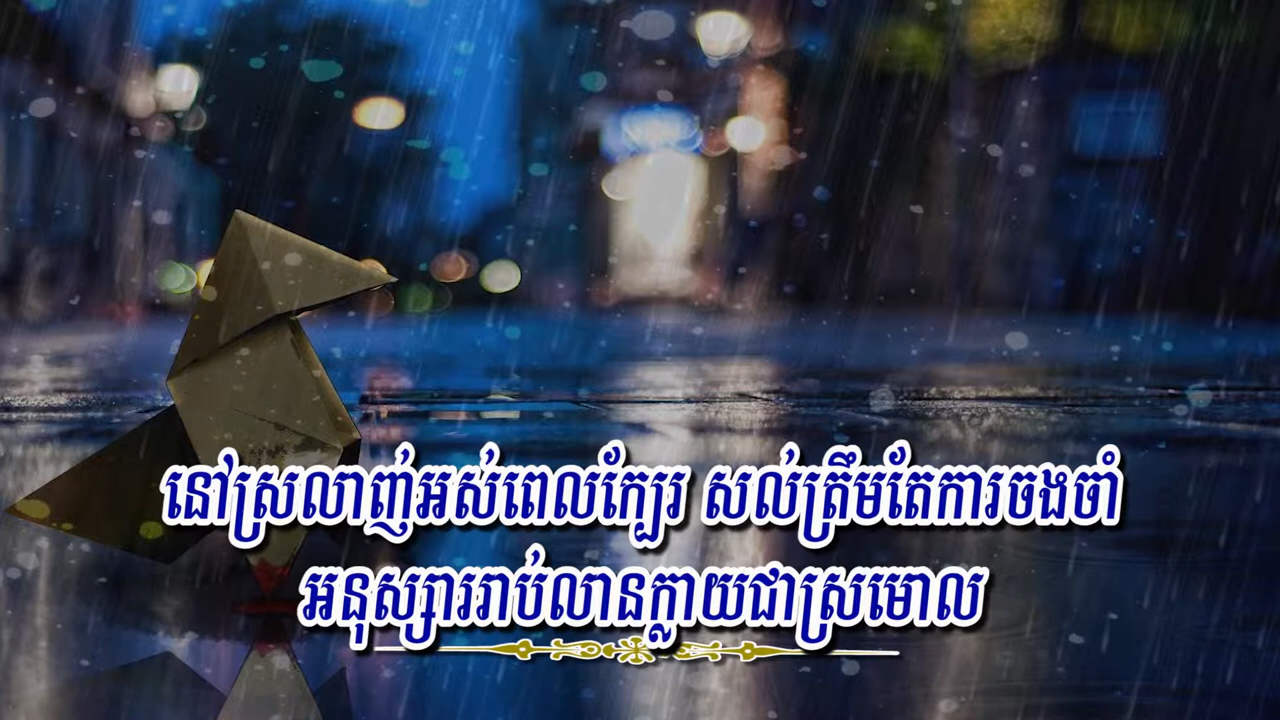 នៅស្រលាញ់អស់ពេលក្បែរ សល់ត្រឹមតែការចងចាំ
អនុស្សាររាប់លានក្លាយជាស្រមោល